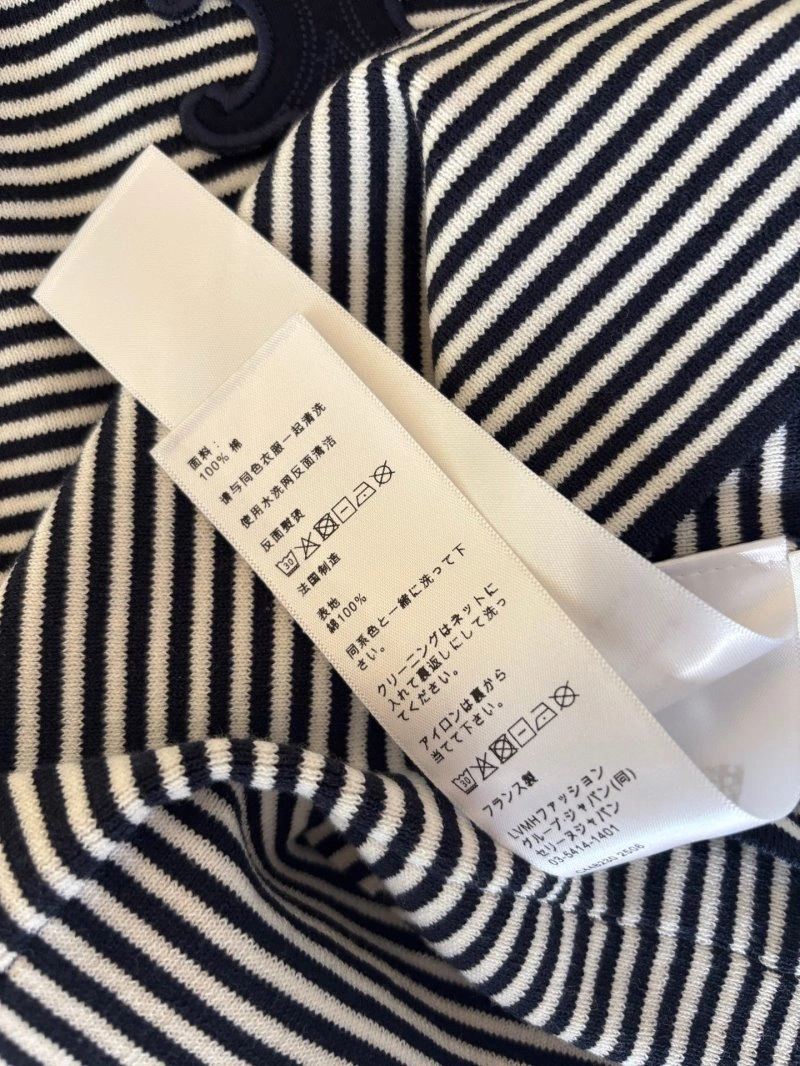 面料：
100% 棉
请与同色衣服一起清洗
使用水洗网反面清洁
反面熨烫
30
法国制造
表地
綿100%
同系色と一緒に洗って下
さい。
クリーニングはネットに
入れて裏返しにして洗っ
てください。
アイロンは裏から
当てて下さい。
30
フランス製
LVMHファッション
グループ・ジャパン(同)
セリーヌジャパン
03-5414-1401
2506